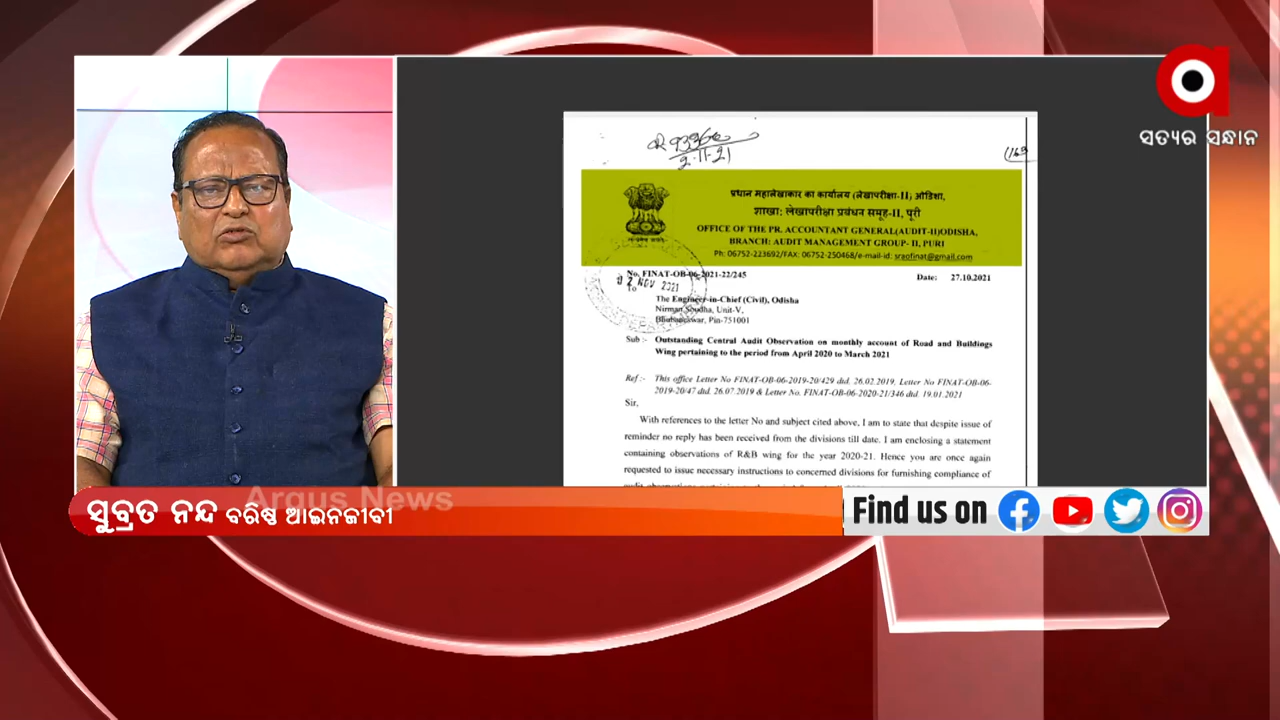 ସତ୍ୟର ସନ୍ଧାନ
2-11-21
प्रधान महालेखाकार का कार्यालय (लेखापरीक्षा-II) ओडिशा,
शाखा: लेखापरीक्षा प्रबंधन समूह-II, पूरी
OFFICE OF THE PR. ACCOUNTANT GENERAL(AUDIT-II)ODISHA,
BRANCH: AUDIT MANAGEMENT GROUP- II, PURI
Ph: 06752-223692/FAX: 06752-250468/e-mail-id: sraofinat@gmail.com
No. FINAT-OB-06-2021-22/245 Date: 27.10.2021
02 NOV 2021
To
The Engineer-in-Chief (Civil), Odisha
Nirman Soudha, Unit-V,
Bhubaneswar, Pin-751001
Sub :- Outstanding Central Audit Observation on monthly account of Road and Buildings
Wing pertaining to the period from April 2020 to March 2021
Ref :- This office Letter No FINAT-OB-06-2019-20/429 dtd. 26.02.2019, Letter No FINAT-OB-06-
2019-20/47 dtd. 26.07.2019 & Letter No. FINAT-OB-06-2020-21/346 dtd. 19.01.2021
Sir,
With references to the letter No and subject cited above, I am to state that despite issue of
reminder no reply has been received from the divisions till date. I am enclosing a statement
containing observations of R&B wing for the year 2020-21. Hence you are once again
requested to issue necessary instructions to concerned divisions for furnishing compliance of
Argus News
ସୁବ୍ରତ ନନ୍ଦ ବରିଷ୍ଠ ଆଇନଜୀବୀ
Find us on